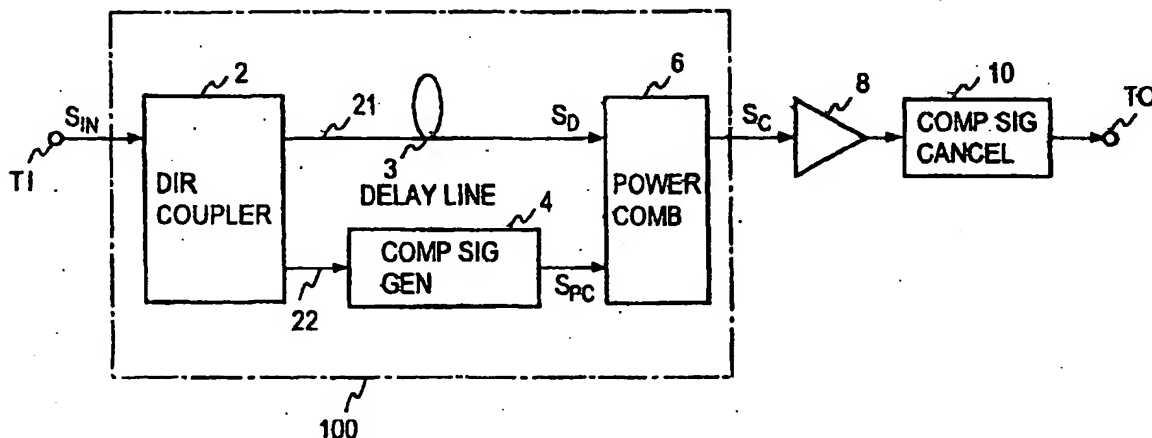 2
6
8
10
S_IN
21
S_D
S_C
TO
COMP SIG
CANCEL
TI
3
DIR
COUPLER
DELAY LINE
4
POWER
COMB
COMP SIG
GEN
S_PC
22
100